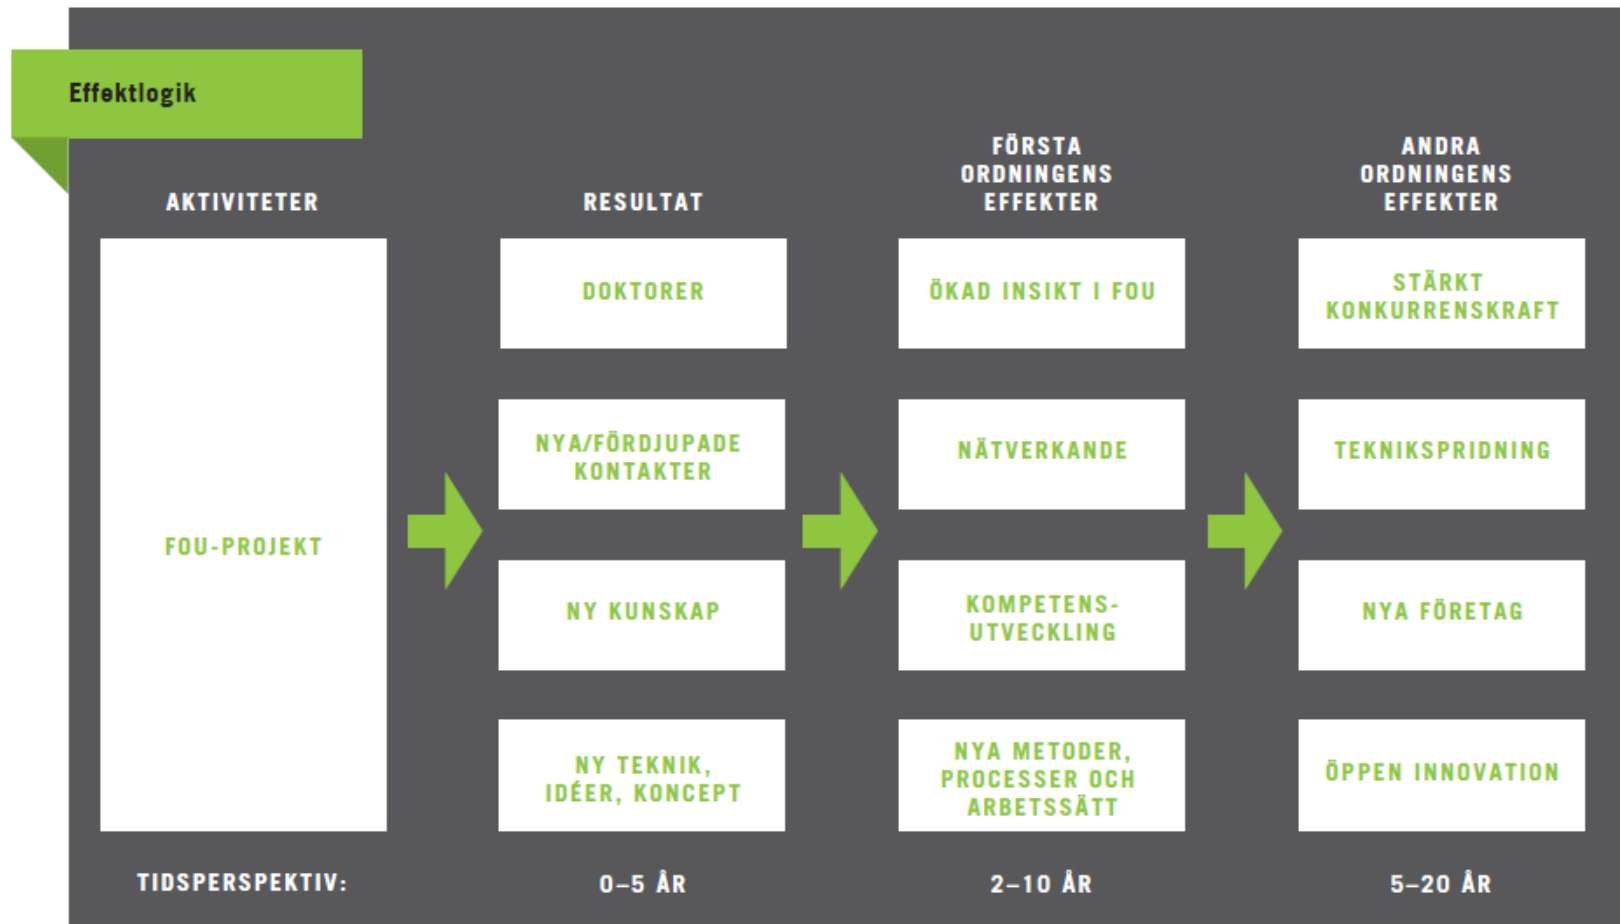 Effektlogik
AKTIVITETER
FOU-PROJEKT
RESULTAT
DOKTORER
NYA/FÖRDJUPADE
KONTAKTER
NY KUNSKAP
NY TEKNIK,
IDÉER, KONCEPT
FÖRSTA
ORDNINGENS
EFFEKTER
ÖKAD INSIKT I FOU
NÄTVERKANDE
KOMPETENS-
UTVECKLING
NYA METODER,
PROCESSER OCH
ARBETSSÄTT
ANDRA
ORDNINGENS
EFFEKTER
STÄRKT
KONKURRENSKRAFT
TEKNIKSPRIDNING
NYA FÖRETAG
ÖPPEN INNOVATION
TIDSPERSPEKTIV:
0–5 ÅR
2–10 ÅR
5–20 ÅR